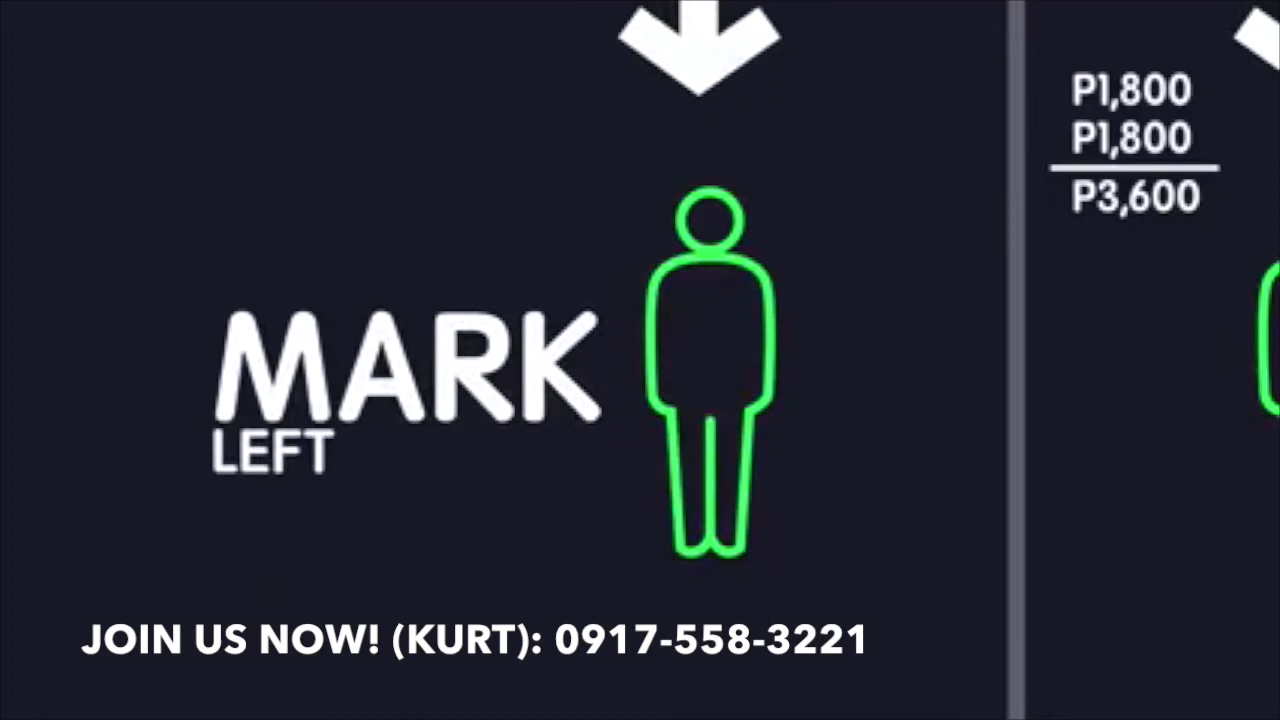 P1,800
P1,800
P3,600
MARK
LEFT
JOIN US NOW! (KURT): 0917-558-3221